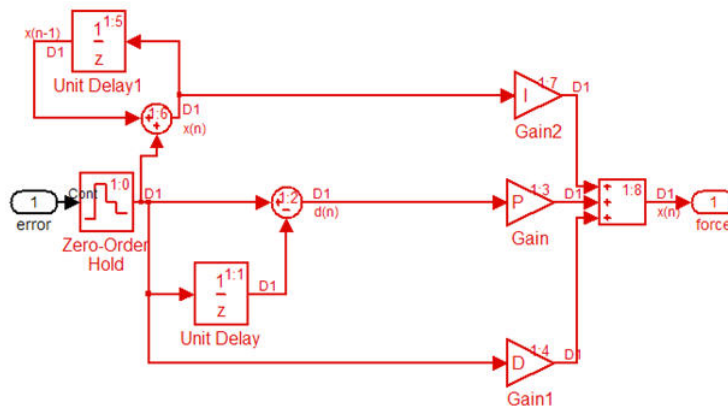 x(n-1)
D1
1
z
1:5
Unit Delay1
1:6
+
+
D1
x(n)
I
1:7
D1
Gain2
1
error
Cont
1:0
D1
Zero-Order
Hold
+
−
1:2
D1
d(n)
P
1:3
D1
Gain
+
+
+
1:8
D1
x(n)
1
force
1
z
1:1
D1
Unit Delay
D
1:4
D1
Gain1